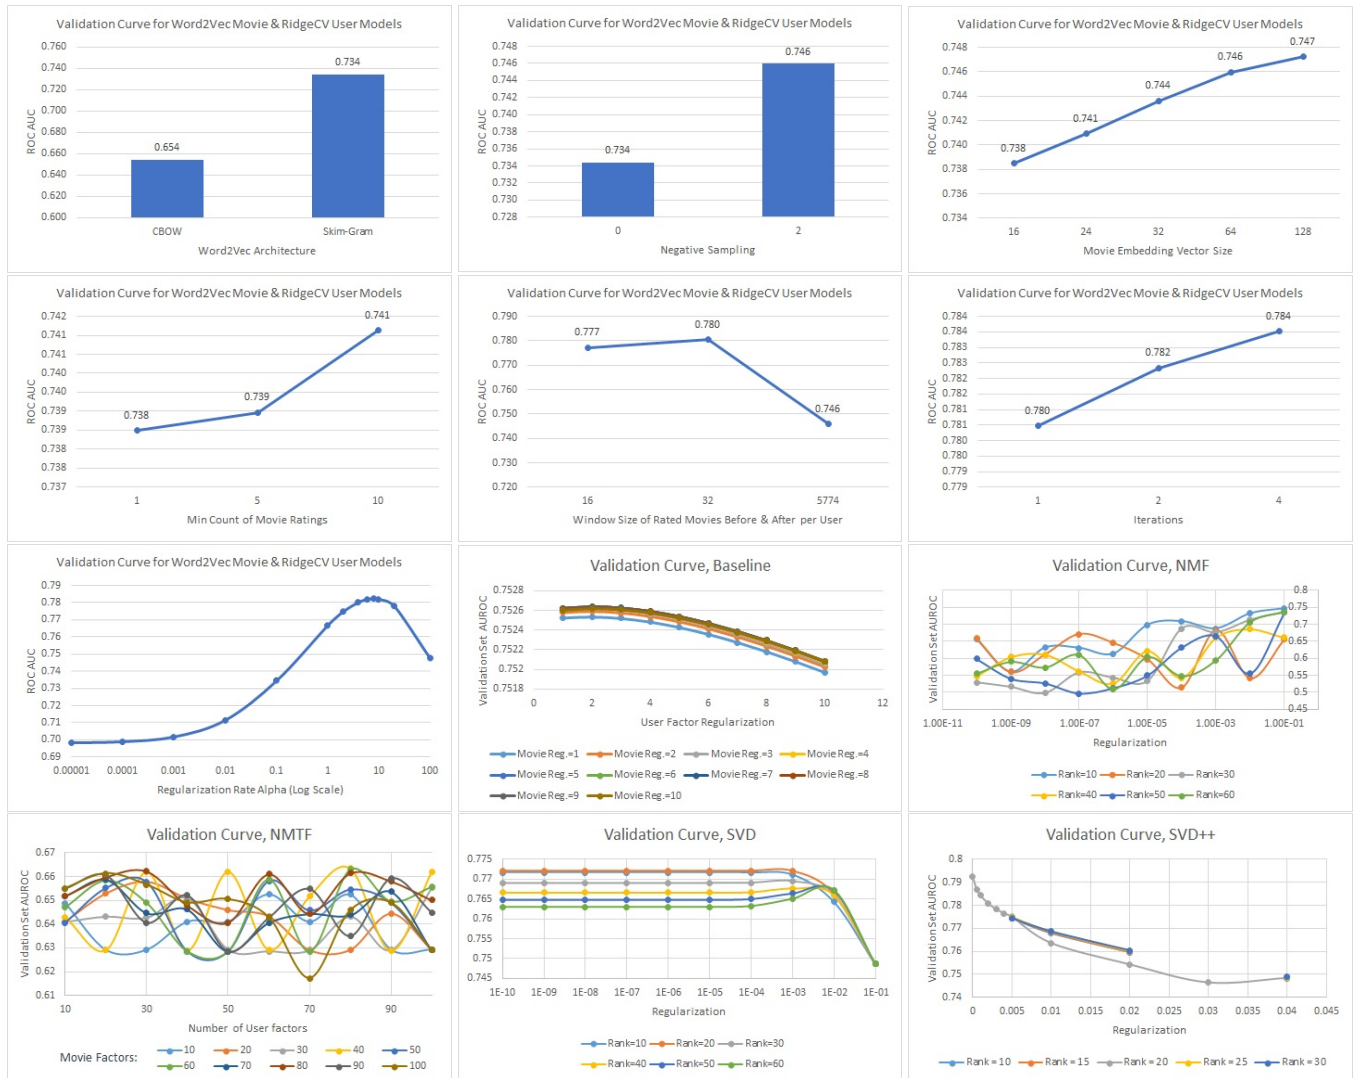 Validation Curve for Word2Vec Movie & RidgeCV User Models
0.760
0.740
0.720
0.700
0.680
0.660
0.640
0.620
0.600
ROC AUC
0.654
0.734
CBOW
Skim-Gram
Word2Vec Architecture
Validation Curve for Word2Vec Movie & RidgeCV User Models
0.748
0.746
0.744
0.742
0.740
0.738
0.736
0.734
0.732
0.730
0.728
ROC AUC
0.734
0.746
0
2
Negative Sampling
Validation Curve for Word2Vec Movie & RidgeCV User Models
0.748
0.746
0.744
0.742
0.740
0.738
0.736
0.734
ROC AUC
0.738
0.741
0.744
0.746
0.747
16 24 32 64 128
Movie Embedding Vector Size
Validation Curve for Word2Vec Movie & RidgeCV User Models
0.742
0.741
0.741
0.740
0.740
0.739
0.739
0.738
0.738
0.737
ROC AUC
0.738
0.739
0.741
1 5 10
Min Count of Movie Ratings
Validation Curve for Word2Vec Movie & RidgeCV User Models
0.790
0.780
0.770
0.760
0.750
0.740
0.730
0.720
ROC AUC
0.777
0.780
0.746
16 32 5774
Window Size of Rated Movies Before & After per User
Validation Curve for Word2Vec Movie & RidgeCV User Models
0.784
0.784
0.783
0.783
0.782
0.782
0.781
0.781
0.780
0.780
0.779
0.779
ROC AUC
0.780
0.782
0.784
1 2 4
Iterations
Validation Curve for Word2Vec Movie & RidgeCV User Models
0.79
0.78
0.77
0.76
0.75
0.74
0.73
0.72
0.71
0.70
0.69
ROC AUC
0.00001 0.0001 0.001 0.01 0.1 1 10 100
Regularization Rate Alpha (Log Scale)
Validation Curve, Baseline
0.7528
0.7526
0.7524
0.7522
0.752
0.7518
Validation Set AUROC
0 2 4 6 8 10 12
User Factor Regularization
Movie Reg.=1 Movie Reg.=2 Movie Reg.=3 Movie Reg.=4
Movie Reg.=5 Movie Reg.=6 Movie Reg.=7 Movie Reg.=8
Movie Reg.=9 Movie Reg.=10
Validation Curve, NMF
0.8
0.75
0.7
0.65
0.6
0.55
0.5
0.45
Validation Set AUROC
1.00E-11 1.00E-09 1.00E-07 1.00E-05 1.00E-03 1.00E-01
Regularization
Rank=10 Rank=20 Rank=30
Rank=40 Rank=50 Rank=60
Validation Curve, NMTF
0.67
0.66
0.65
0.64
0.63
0.62
0.61
Validation Set AUROC
10 30 50 70 90
Number of User factors
Movie Factors:
10 20 30 40 50
60 70 80 90 100
Validation Curve, SVD
0.775
0.77
0.765
0.76
0.755
0.75
0.745
Validation Set AUROC
1E-10 1E-09 1E-08 1E-07 1E-06 1E-05 1E-04 1E-03 1E-02 1E-01
Regularization
Rank=10 Rank=20 Rank=30
Rank=40 Rank=50 Rank=60
Validation Curve, SVD++
0.8
0.79
0.78
0.77
0.76
0.75
0.74
Validation Set AUROC
0 0.005 0.01 0.015 0.02 0.025 0.03 0.035 0.04 0.045
Regularization
Rank = 10 Rank = 15 Rank = 20 Rank = 25 Rank = 30